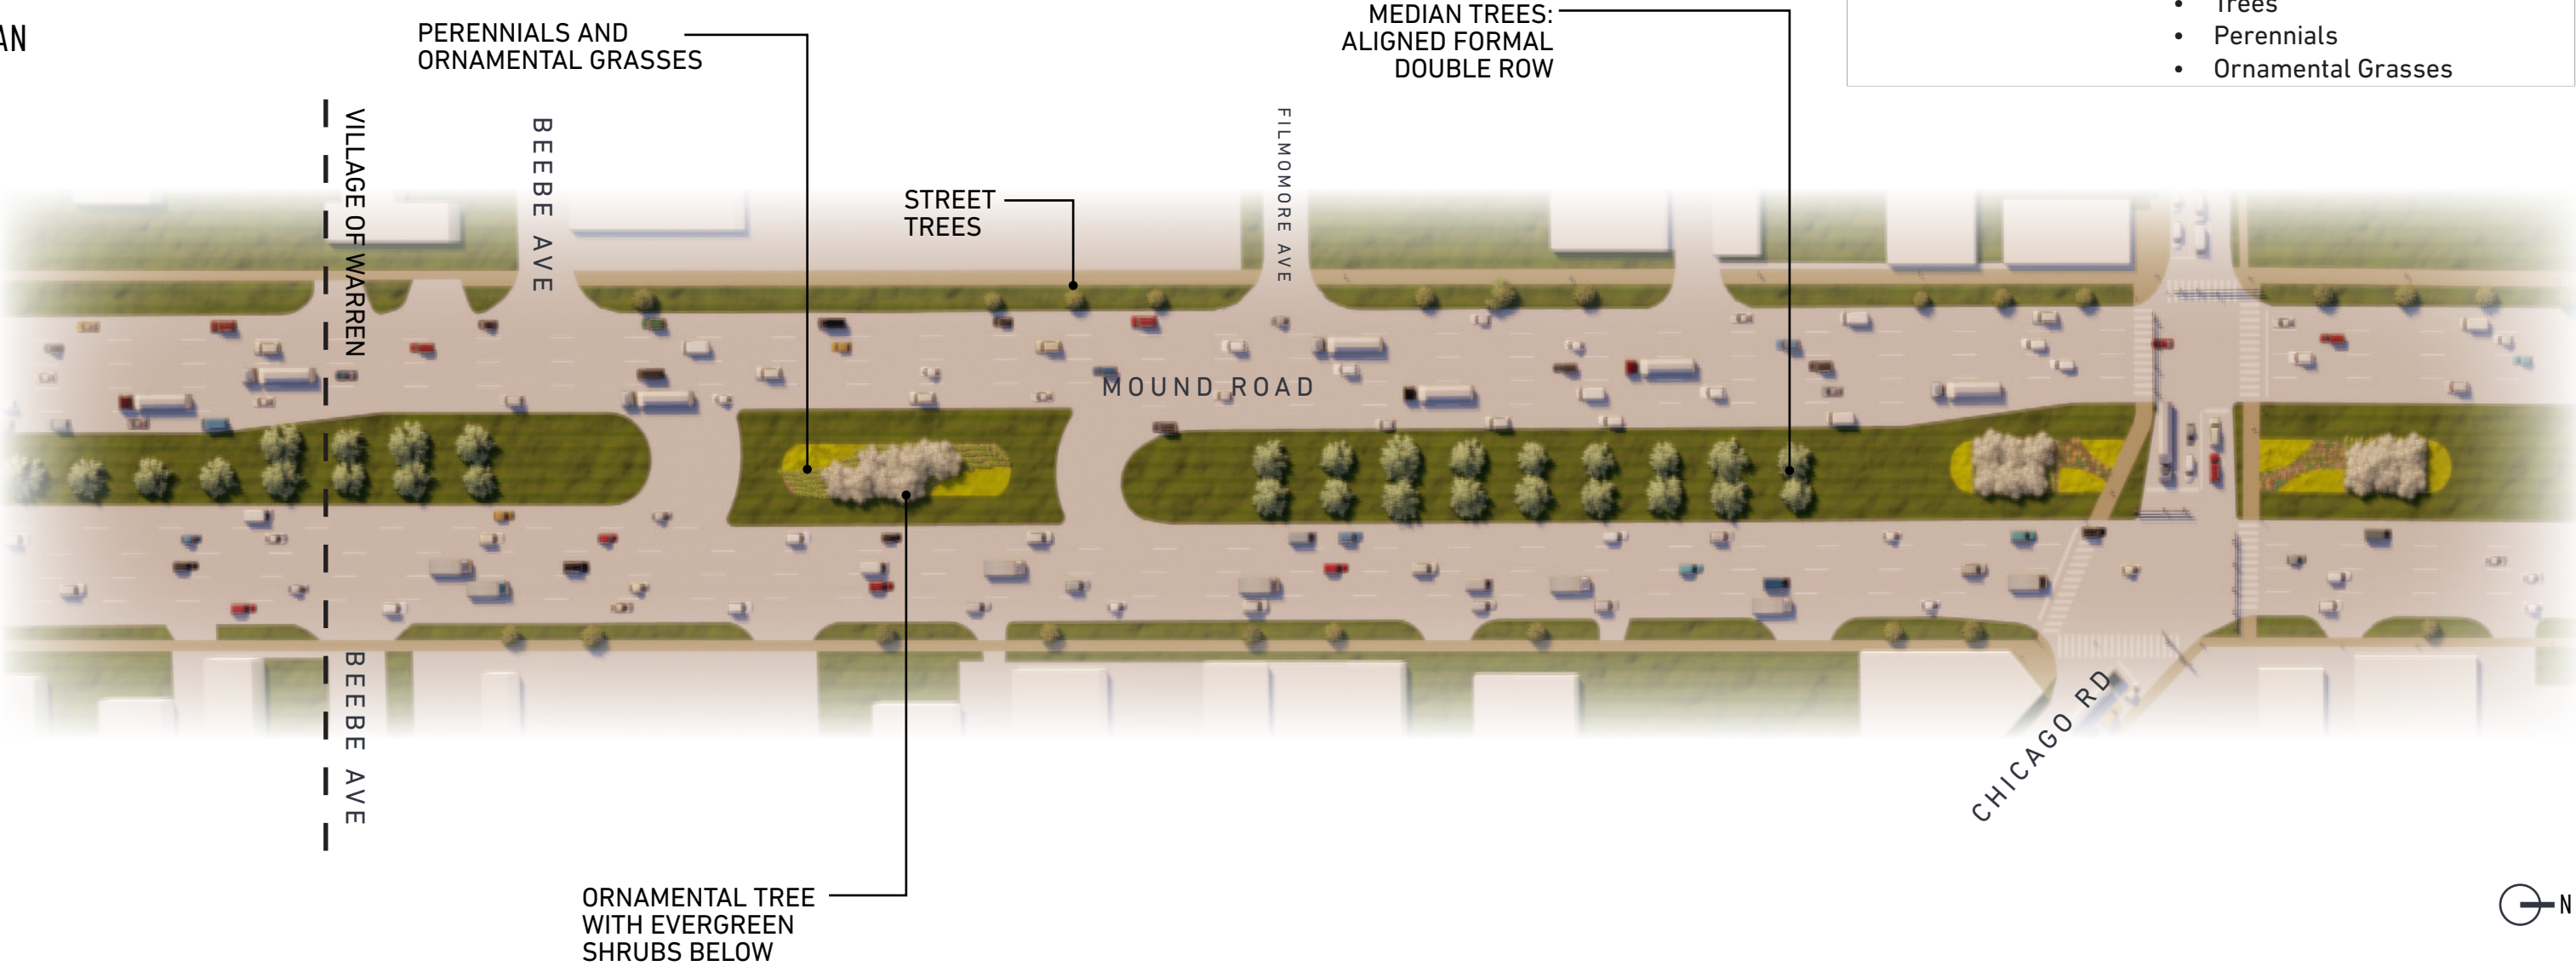 AN
PERENNIALS AND
ORNAMENTAL GRASSES
MEDIAN TREES:
ALIGNED FORMAL
DOUBLE ROW
• Trees
• Perennials
• Ornamental Grasses
VILLAGE OF WARREN
BEEBE AVE
STREET
TREES
FILMOMORE AVE
MOUND ROAD
BEEBE AVE
CHICAGO RD
ORNAMENTAL TREE
WITH EVERGREEN
SHRUBS BELOW
N